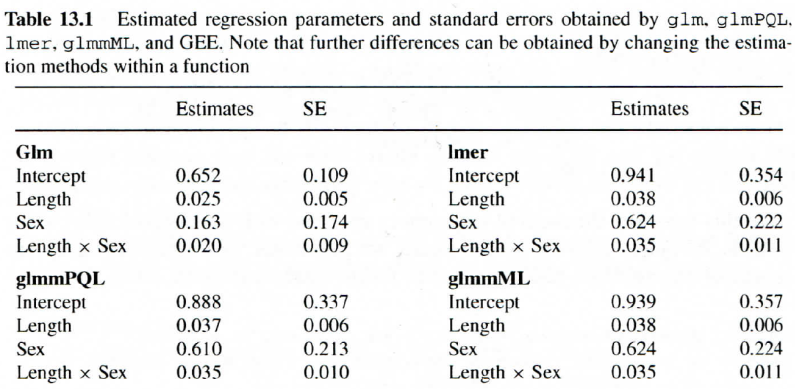 Table 13.1 Estimated regression parameters and standard errors obtained by glm, glmPQL,
lmer, glmmML, and GEE. Note that further differences can be obtained by changing the estima-
tion methods within a function
Estimates SE Estimates SE
Glm lmer
Intercept 0.652 0.109 Intercept 0.941 0.354
Length 0.025 0.005 Length 0.038 0.006
Sex 0.163 0.174 Sex 0.624 0.222
Length × Sex 0.020 0.009 Length × Sex 0.035 0.011
glmmPQL glmmML
Intercept 0.888 0.337 Intercept 0.939 0.357
Length 0.037 0.006 Length 0.038 0.006
Sex 0.610 0.213 Sex 0.624 0.224
Length × Sex 0.035 0.010 Length × Sex 0.035 0.011